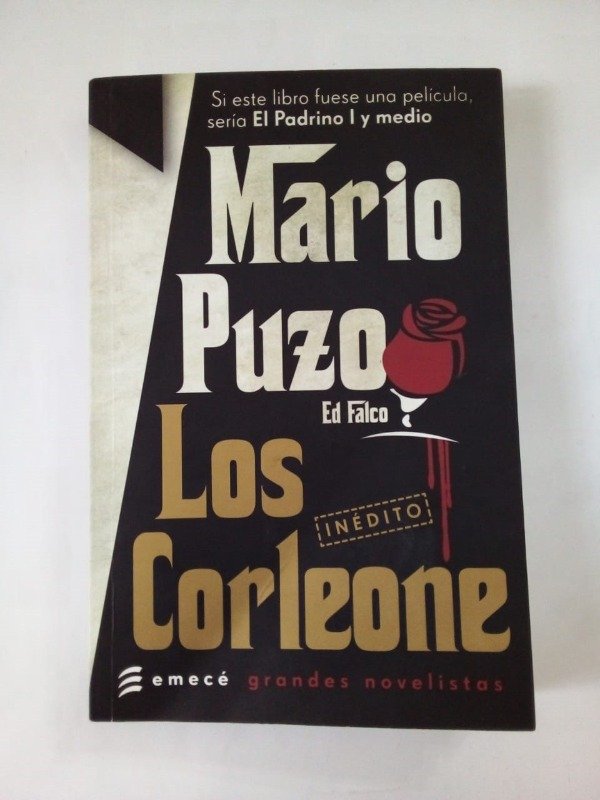 Si este libro fuese una película,
sería El Padrino I y medio
Mario
Puzo
Ed Falco
Los
INÉDITO
Corleone
emecé grandes novelistas